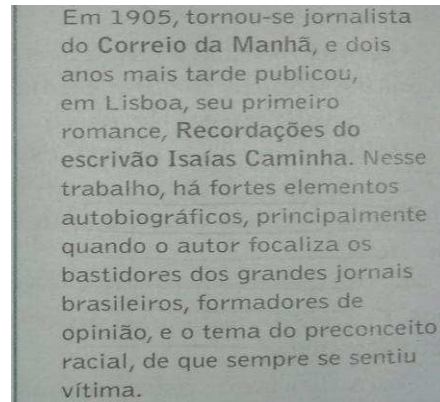 Em 1905, tornou-se jornalista
do Correio da Manhã, e dois
anos mais tarde publicou,
em Lisboa, seu primeiro
romance, Recordações do
escrivão Isaías Caminha. Nesse
trabalho, há fortes elementos
autobiográficos, principalmente
quando o autor focaliza os
bastidores dos grandes jornais
brasileiros, formadores de
opinião, e o tema do preconceito
racial, de que sempre se sentiu
vítima.